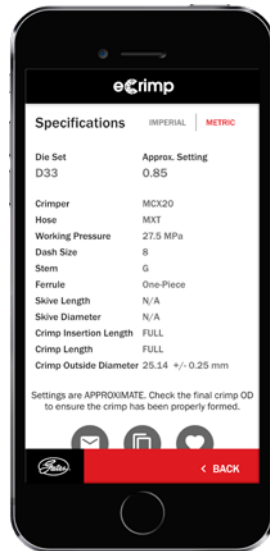 eCrimp
Specifications IMPERIAL | METRIC
Die Set Approx. Setting
D33 0.85
Crimper MCX20
Hose MXT
Working Pressure 27.5 MPa
Dash Size 8
Stem G
Ferrule One-Piece
Skive Length N/A
Skive Diameter N/A
Crimp Insertion Length FULL
Crimp Length FULL
Crimp Outside Diameter 25.14 +/- 0.25 mm
Settings are APPROXIMATE. Check the final crimp OD
to ensure the crimp has been properly formed.
Gates < BACK